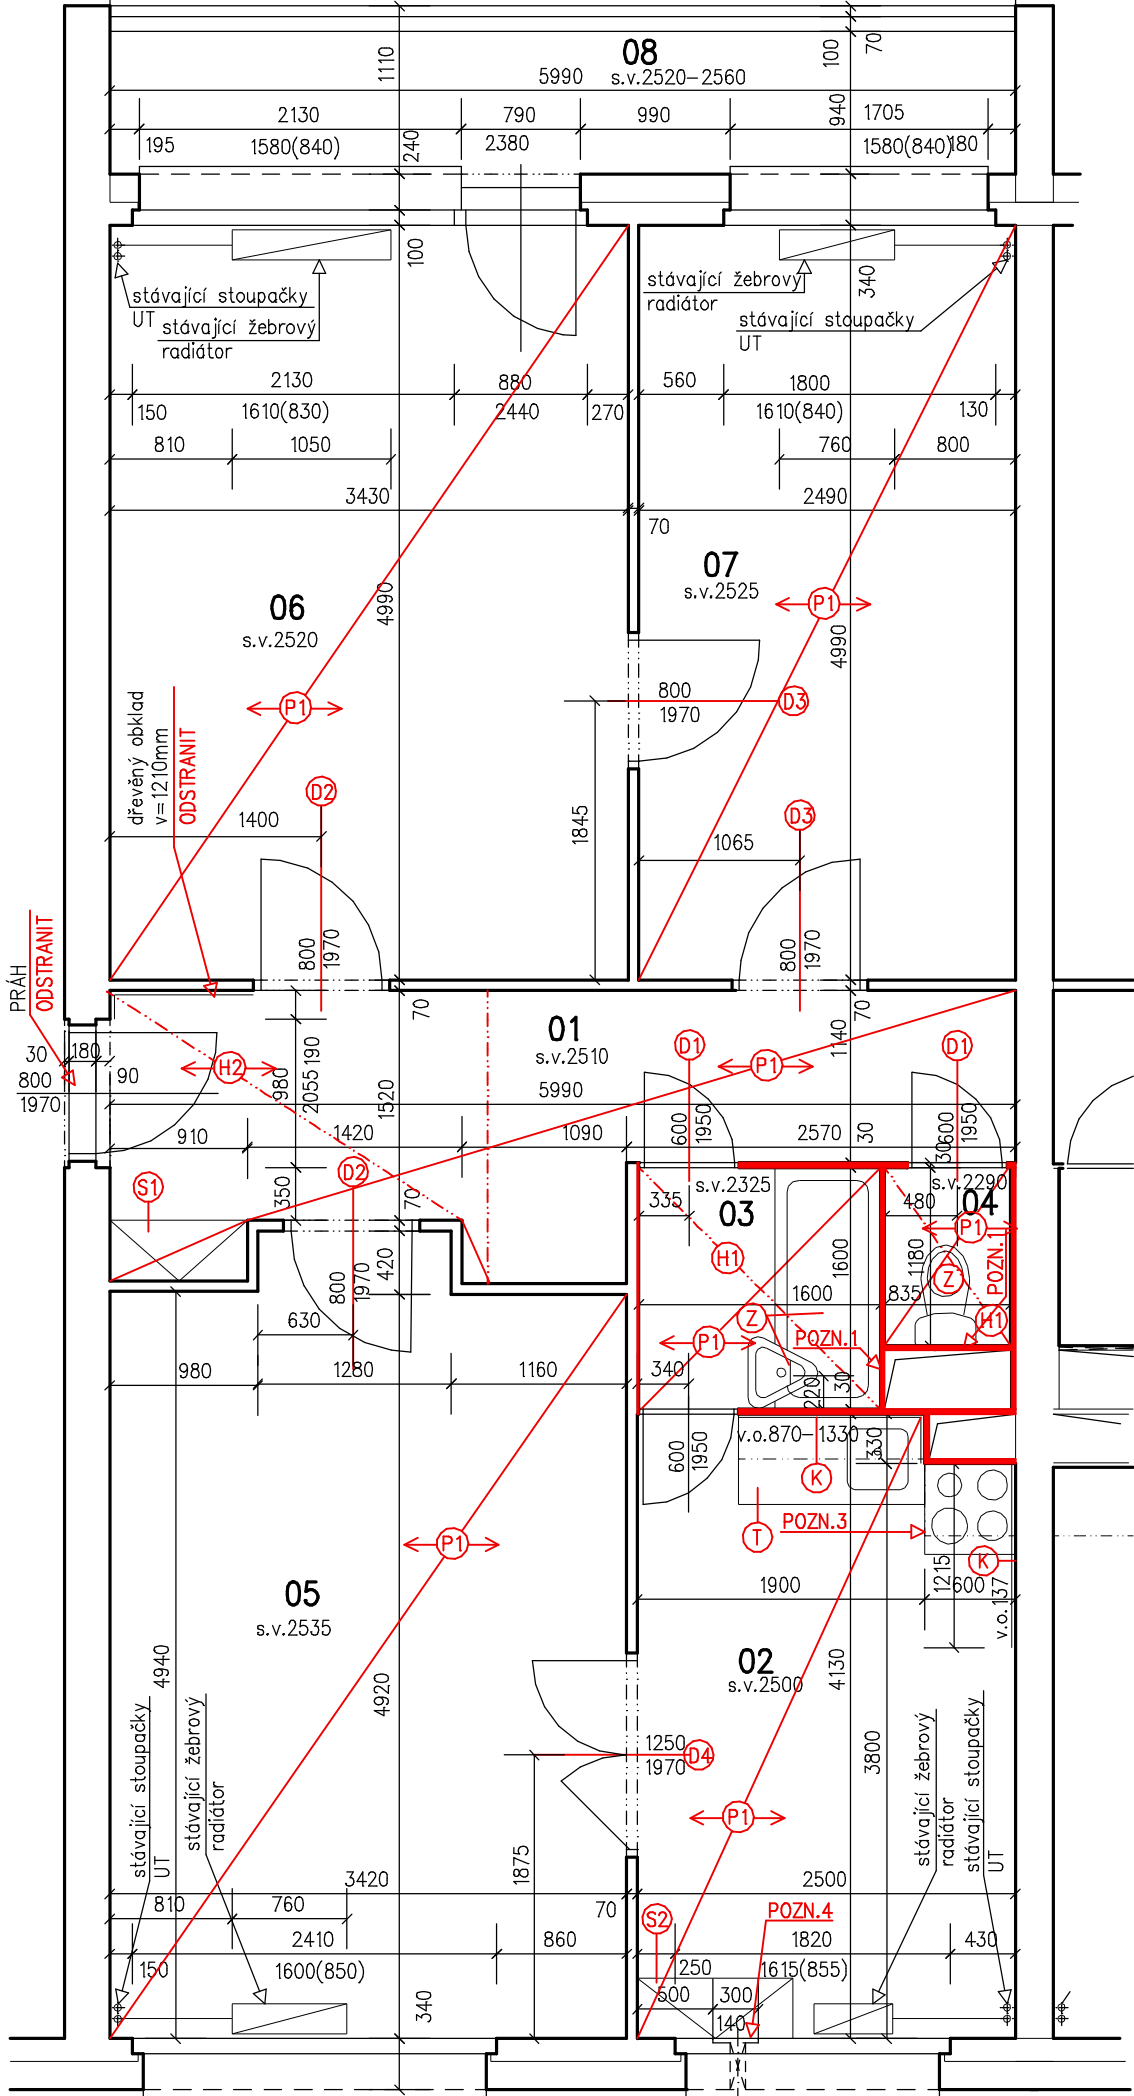 08
s.v.2520-2560
5990
1110
100
70
940
2130
790
990
1705
195
1580(840)
240
2380
1580(840)
180
100
340
stávající stoupačky
UT
stávající žebrový
radiátor
stávající žebrový
radiátor
stávající stoupačky
UT
2130
880
560
1800
150
1610(830)
2440
270
1610(840)
130
810
1050
760
800
3430
2490
70
06
s.v.2520
4990
07
s.v.2525
4990
P1
P1
800
1970
D3
dřevěný obklad
v=1210mm
ODSTRANIT
D2
D3
1400
1845
1065
800
1970
800
1970
PRÁH
ODSTRANIT
70
70
01
s.v.2510
1140
D1
D1
P1
H2
30
180
90
800
1970
980
190
2055
1520
5990
600
1950
30
600
1950
30
910
1420
1090
2570
S1
D2
350
70
s.v.2325
s.v.2290
335
03
480
04
P1
H1
1600
1180
POZN.1
Z
800
1970
420
1600
835
H1
630
Z
P1
POZN.1
980
1280
1160
340
220
30
600
1950
v.o.870-1330
330
K
T
POZN.3
K
P1
1215
1900
600
v.o.137
05
s.v.2535
02
s.v.2500
4940
4920
4130
3800
1250
1970
D4
P1
stávající stoupačky
UT
stávající žebrový
radiátor
stávající žebrový
radiátor
stávající stoupačky
UT
1875
3420
2500
810
760
70
S2
POZN.4
2410
860
1820
430
150
1600(850)
250
1615(855)
500
300
340
140